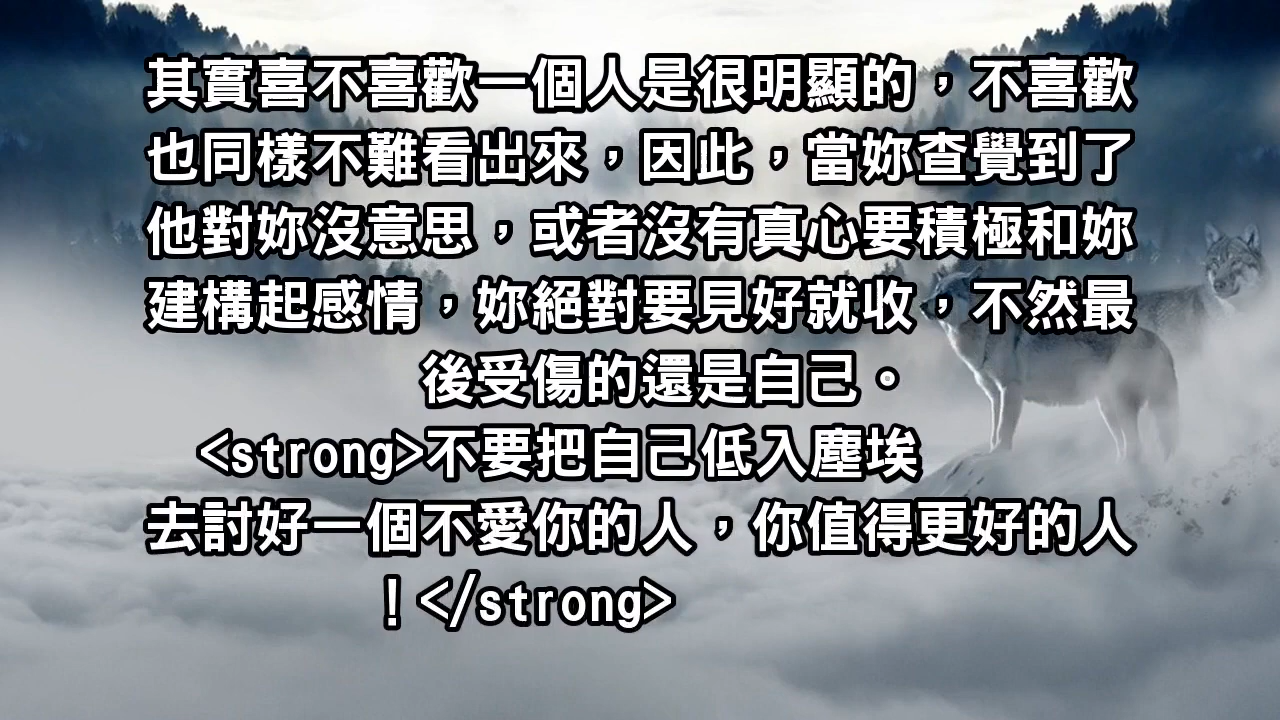 其實喜不喜歡一個人是很明顯的，不喜歡
也同樣不難看出來，因此，當妳查覺到了
他對妳沒意思，或者沒有真心要積極和妳
建構起感情，妳絕對要見好就收，不然最
後受傷的還是自己。
<strong>不要把自己低入塵埃
去討好一個不愛你的人，你值得更好的人
！</strong>